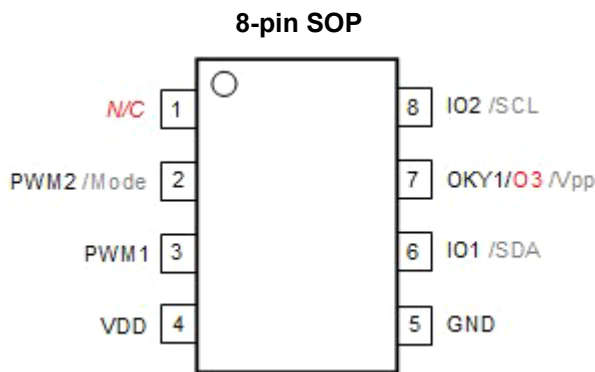 8-pin SOP
N/C 1
8 IO2 /SCL
PWM2 /Mode 2
7 OKY1/O3 /Vpp
PWM1 3
6 IO1 /SDA
VDD 4
5 GND